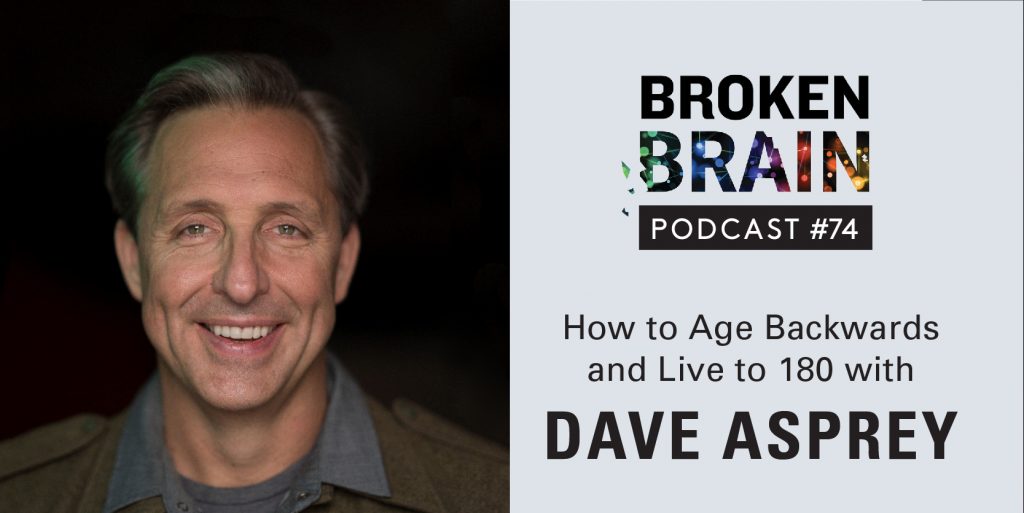 BROKEN
BRAIN
PODCAST #74
How to Age Backwards
and Live to 180 with
DAVE ASPREY